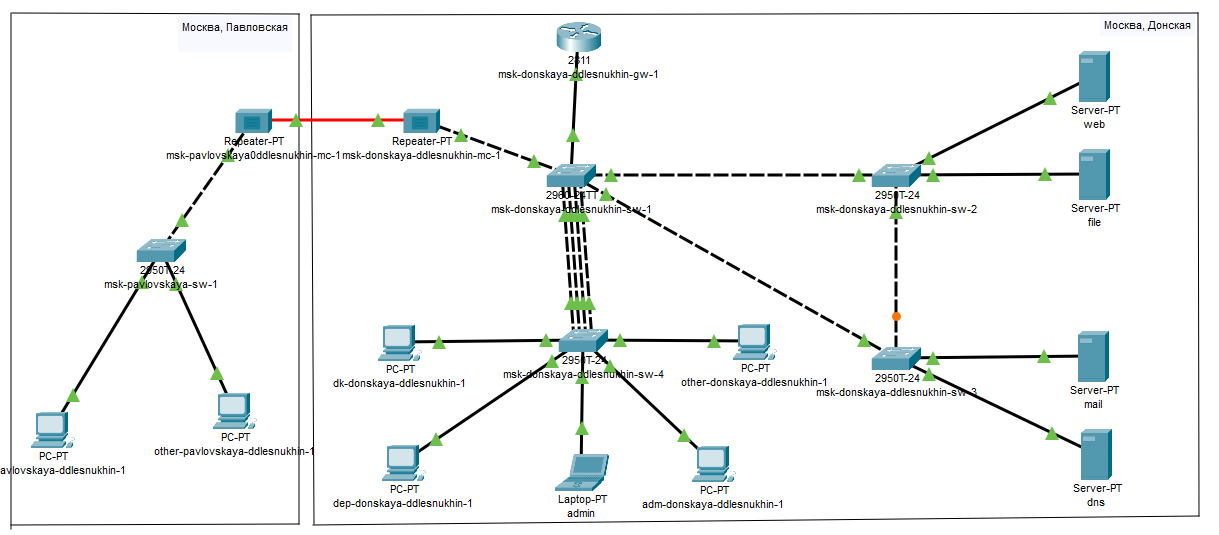 Москва, Павловская
Москва, Донская
2811
msk-donskaya-ddlesnukhin-gw-1
Repeater-PT
msk-pavlovskaya0ddlesnukhin-mc-1
Repeater-PT
msk-donskaya-ddlesnukhin-mc-1
Server-PT
web
2960-24TT
msk-donskaya-ddlesnukhin-sw-1
2950T-24
msk-donskaya-ddlesnukhin-sw-2
Server-PT
file
2950T-24
msk-pavlovskaya-sw-1
PC-PT
dk-donskaya-ddlesnukhin-1
2950T-24
msk-donskaya-ddlesnukhin-sw-4
PC-PT
other-donskaya-ddlesnukhin-1
2950T-24
msk-donskaya-ddlesnukhin-sw-3
Server-PT
mail
PC-PT
avlovskaya-ddlesnukhin-1
PC-PT
other-pavlovskaya-ddlesnukhin-1
PC-PT
dep-donskaya-ddlesnukhin-1
Laptop-PT
admin
PC-PT
adm-donskaya-ddlesnukhin-1
Server-PT
dns